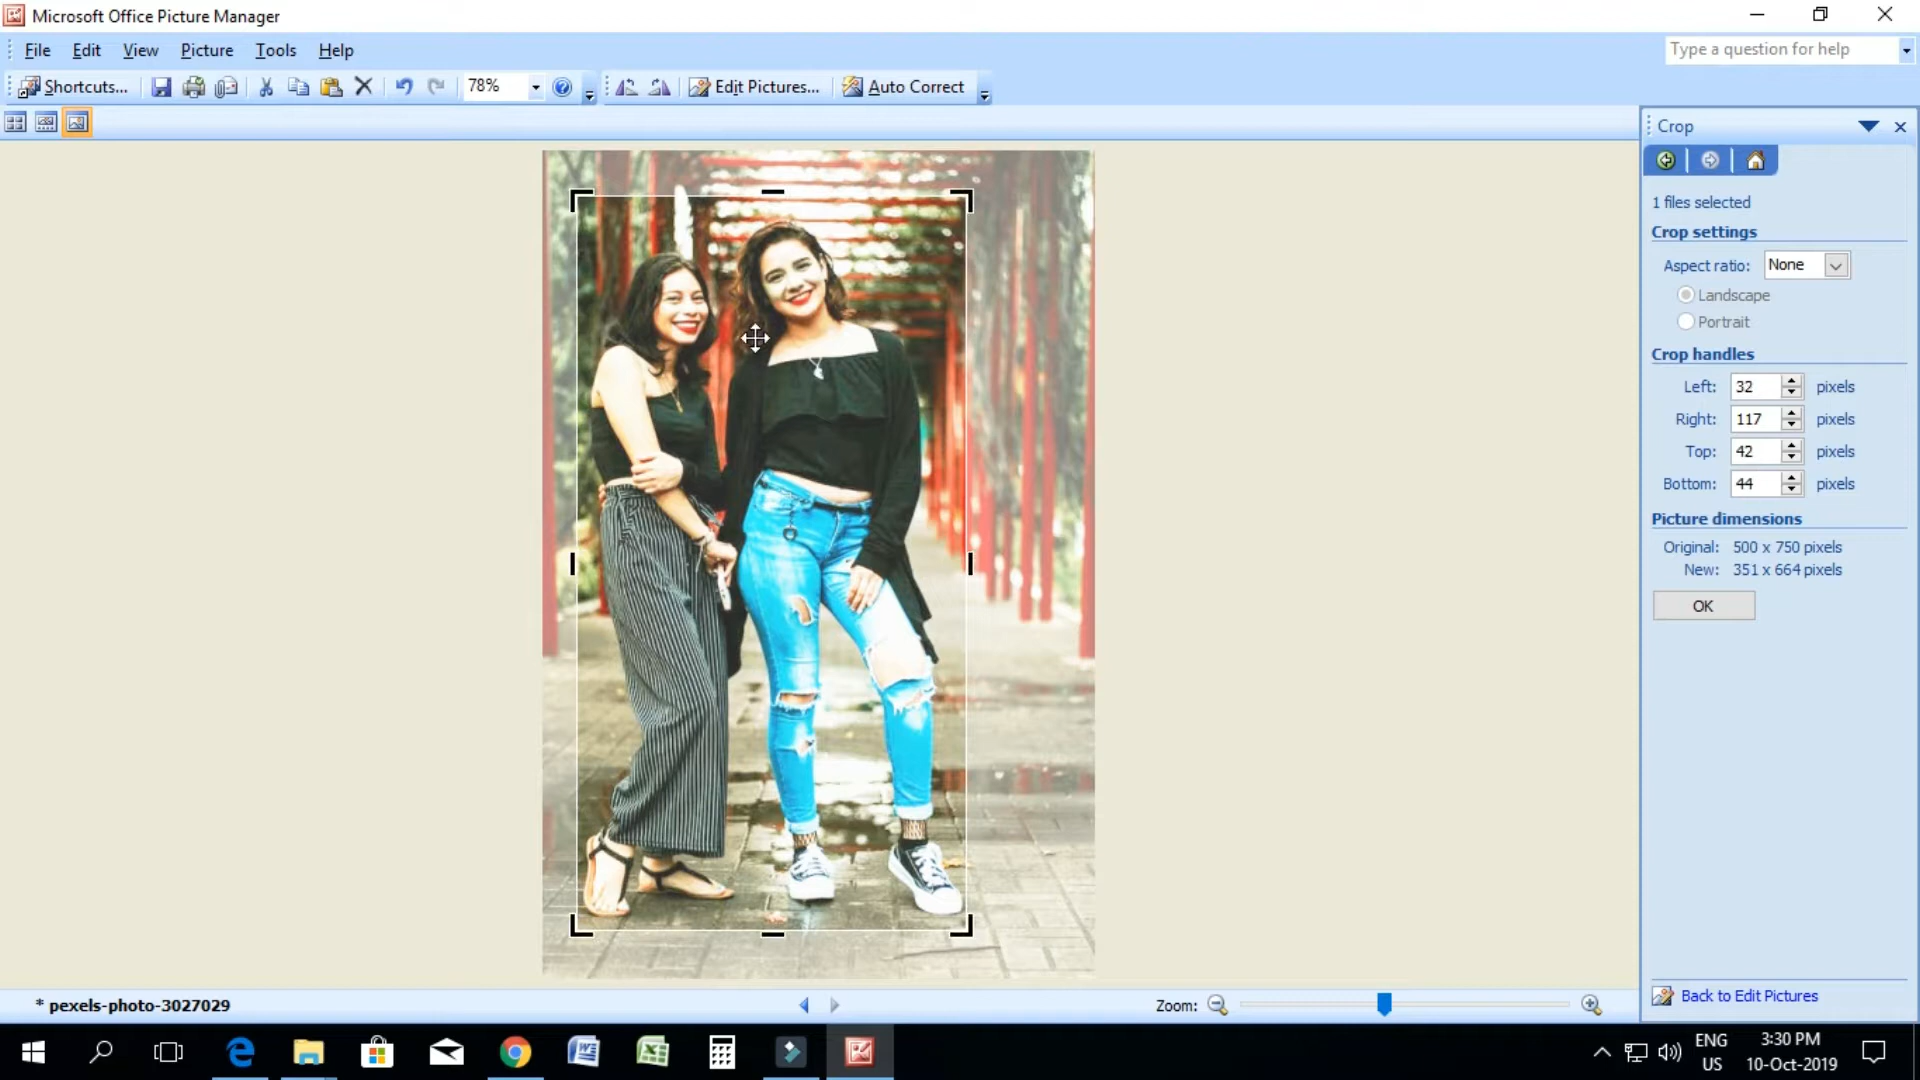 Microsoft Office Picture Manager
File Edit View Picture Tools Help
Type a question for help
Shortcuts... 78% Edit Pictures... Auto Correct
Crop
1 files selected
Crop settings
Aspect ratio: None
Landscape
Portrait
Crop handles
Left: 32 pixels
Right: 117 pixels
Top: 42 pixels
Bottom: 44 pixels
Picture dimensions
Original: 500 x 750 pixels
New: 351 x 664 pixels
OK
Back to Edit Pictures
* pexels-photo-3027029
Zoom:
ENG 3:30 PM
US 10-Oct-2019